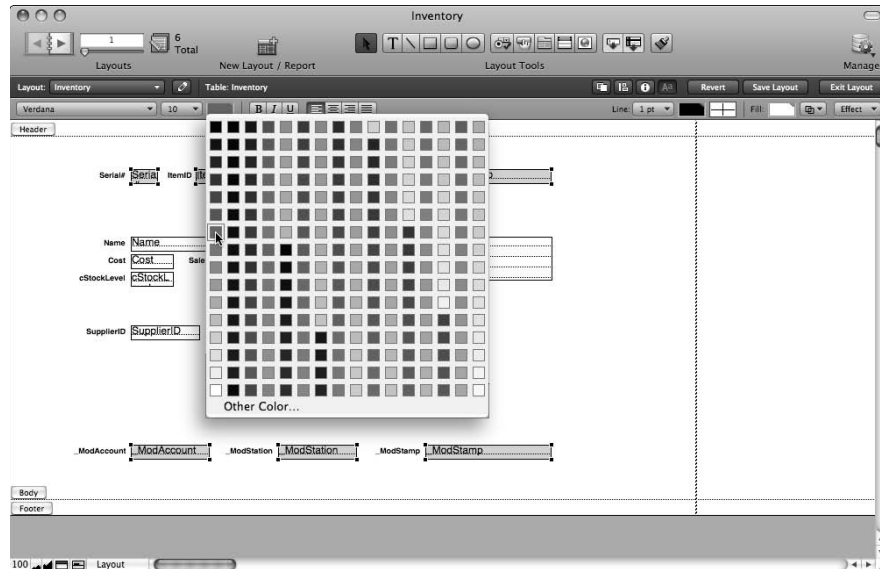 Inventory
1 6 Total
Layouts New Layout / Report Layout Tools Manage
Layout: Inventory Table: Inventory Aa Revert Save Layout Exit Layout
Verdana 10 B I U Line: 1 pt Fill: Effect
Header
Serial# Seria ItemID
Name Name
Cost Cost Sale
cStockLevel cStockL
SupplierID SupplierID
Other Color...
_ModAccount _ModAccount _ModStation _ModStation _ModStamp _ModStamp
Body
Footer
100 Layout